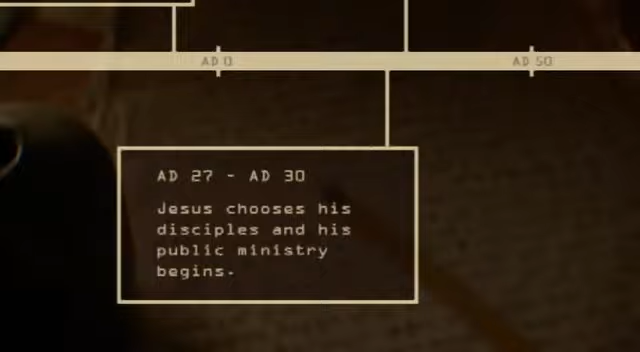 AD 0 AD 50
AD 27 - AD 30
Jesus chooses his
disciples and his
public ministry
begins.